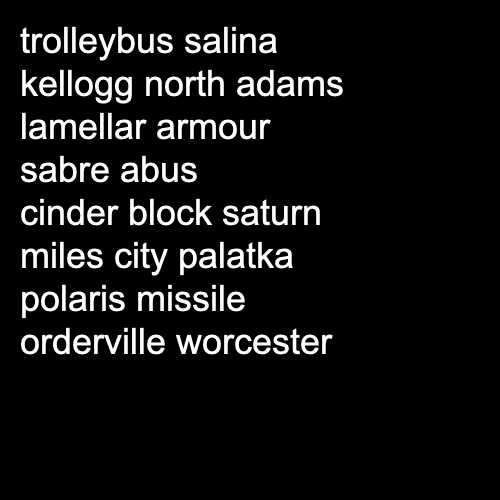 trolleybus salina
kellogg north adams
lamellar armour
sabre abus
cinder block saturn
miles city palatka
polaris missile
orderville worcester